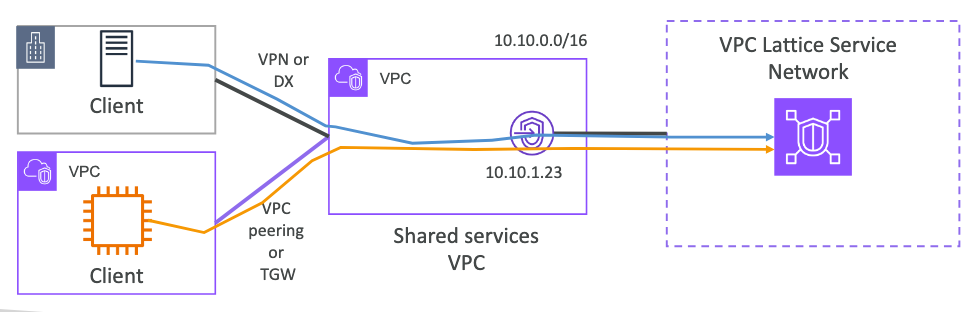 Client
VPN or
DX
10.10.0.0/16
VPC
10.10.1.23
Shared services
VPC
VPC
Client
VPC
peering
or
TGW
VPC Lattice Service
Network